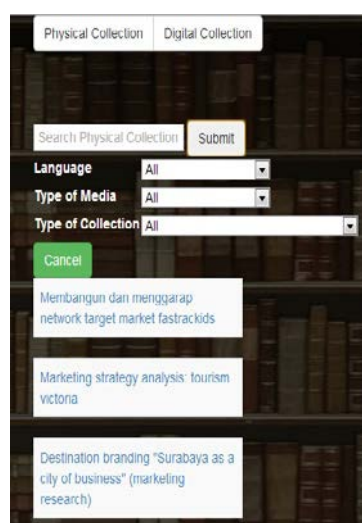 Physical Collection Digital Collection
Search Physical Collection Submit
Language All
Type of Media All
Type of Collection All
Cancel
Membangun dan menggarap
network target market fastrackids
Marketing strategy analysis: tourism
victoria
Destination branding "Surabaya as a
city of business" (marketing
research)